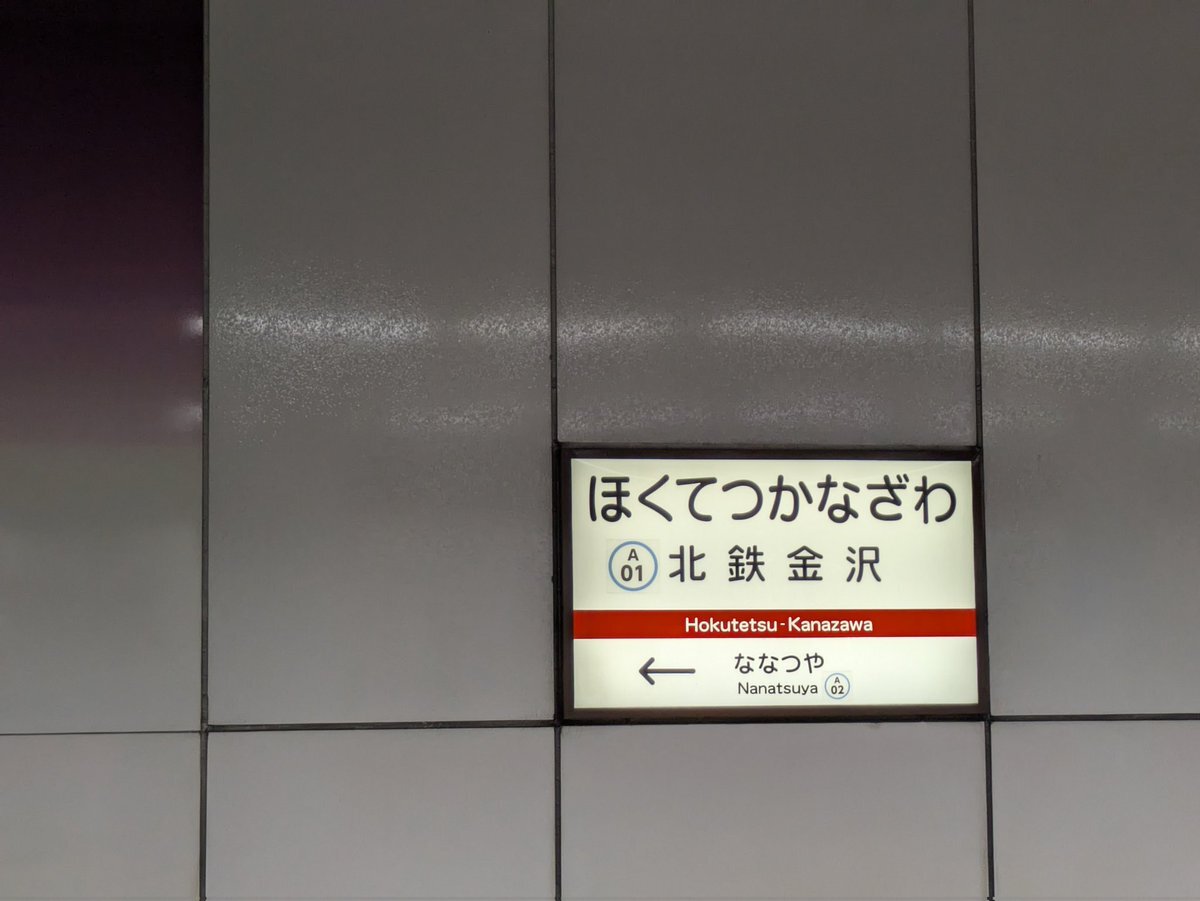 ほくてつかなざわ
A
01
北鉄金沢
Hokutetsu-Kanazawa
← ななつや
Nanatsuya
A
02